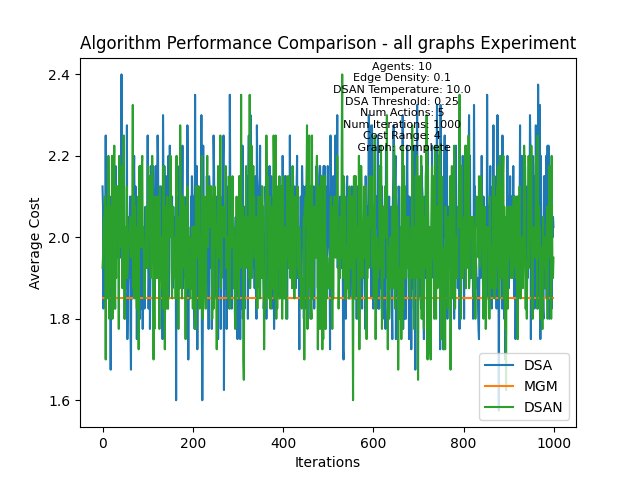 Algorithm Performance Comparison - all graphs Experiment
Agents: 10
Edge Density: 0.1
DSAN Temperature: 10.0
DSA Threshold: 0.25
Num Actions: 5
Num Iterations: 1000
Cost Range: 4
Graph: complete
2.4
2.2
2.0
1.8
1.6
Average Cost
DSA
MGM
DSAN
0
200
400
600
800
1000
Iterations